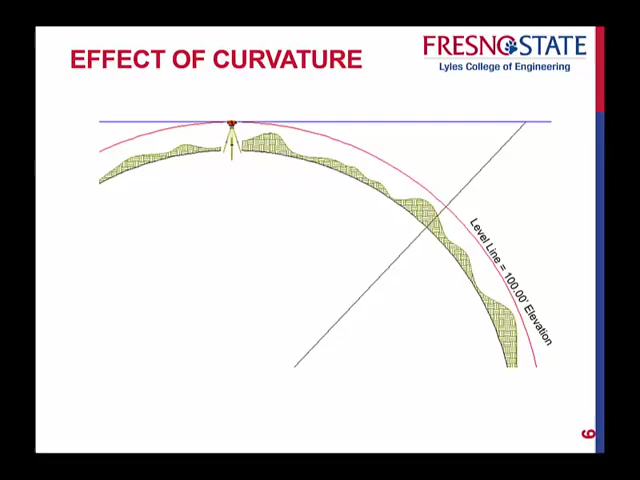 EFFECT OF CURVATURE
FRESNO STATE
Lyles College of Engineering
Level Line = 100.00' Elevation
6